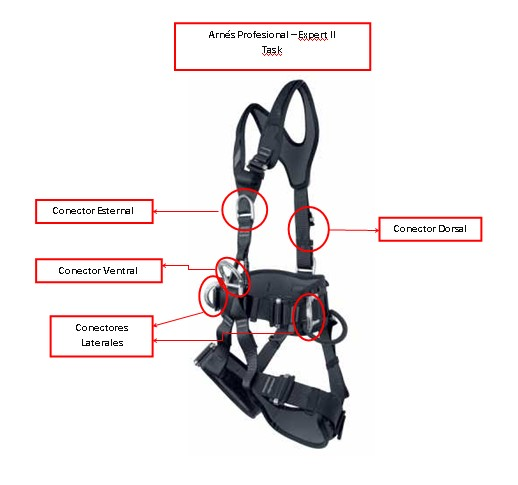 Arnés Profesional – Expert II
Task
Conector Esternal
Conector Dorsal
Conector Ventral
Conectores
Laterales